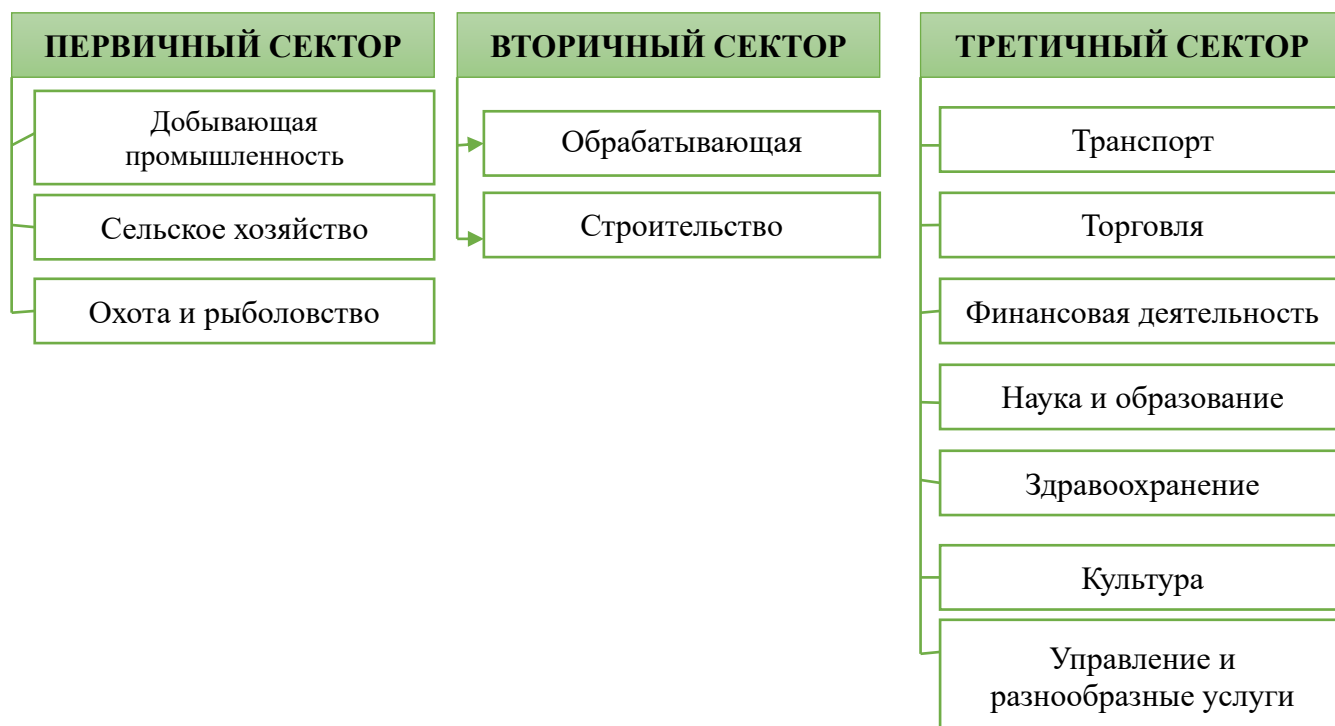 ПЕРВИЧНЫЙ СЕКТОР
Добывающая
промышленность
Сельское хозяйство
Охота и рыболовство
ВТОРИЧНЫЙ СЕКТОР
Обрабатывающая
Строительство
ТРЕТИЧНЫЙ СЕКТОР
Транспорт
Торговля
Финансовая деятельность
Наука и образование
Здравоохранение
Культура
Управление и
разнообразные услуги